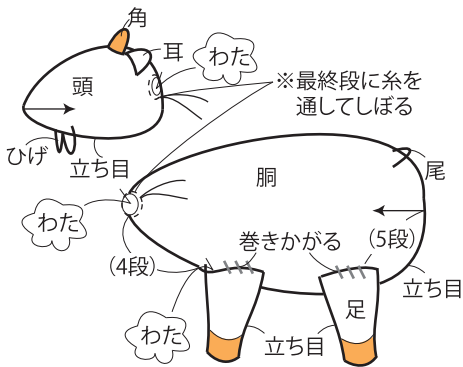 角
耳
わた
頭
※最終段に糸を
通してしぼる
ひげ
立ち目
胴
尾
わた
巻きかがる
(5段)
(4段)
立ち目
足
わた
立ち目